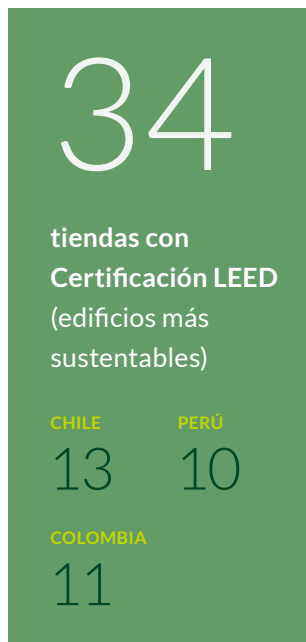 34
tiendas con
Certificación LEED
(edificios más
sustentables)
CHILE PERÚ
13 10
COLOMBIA
11